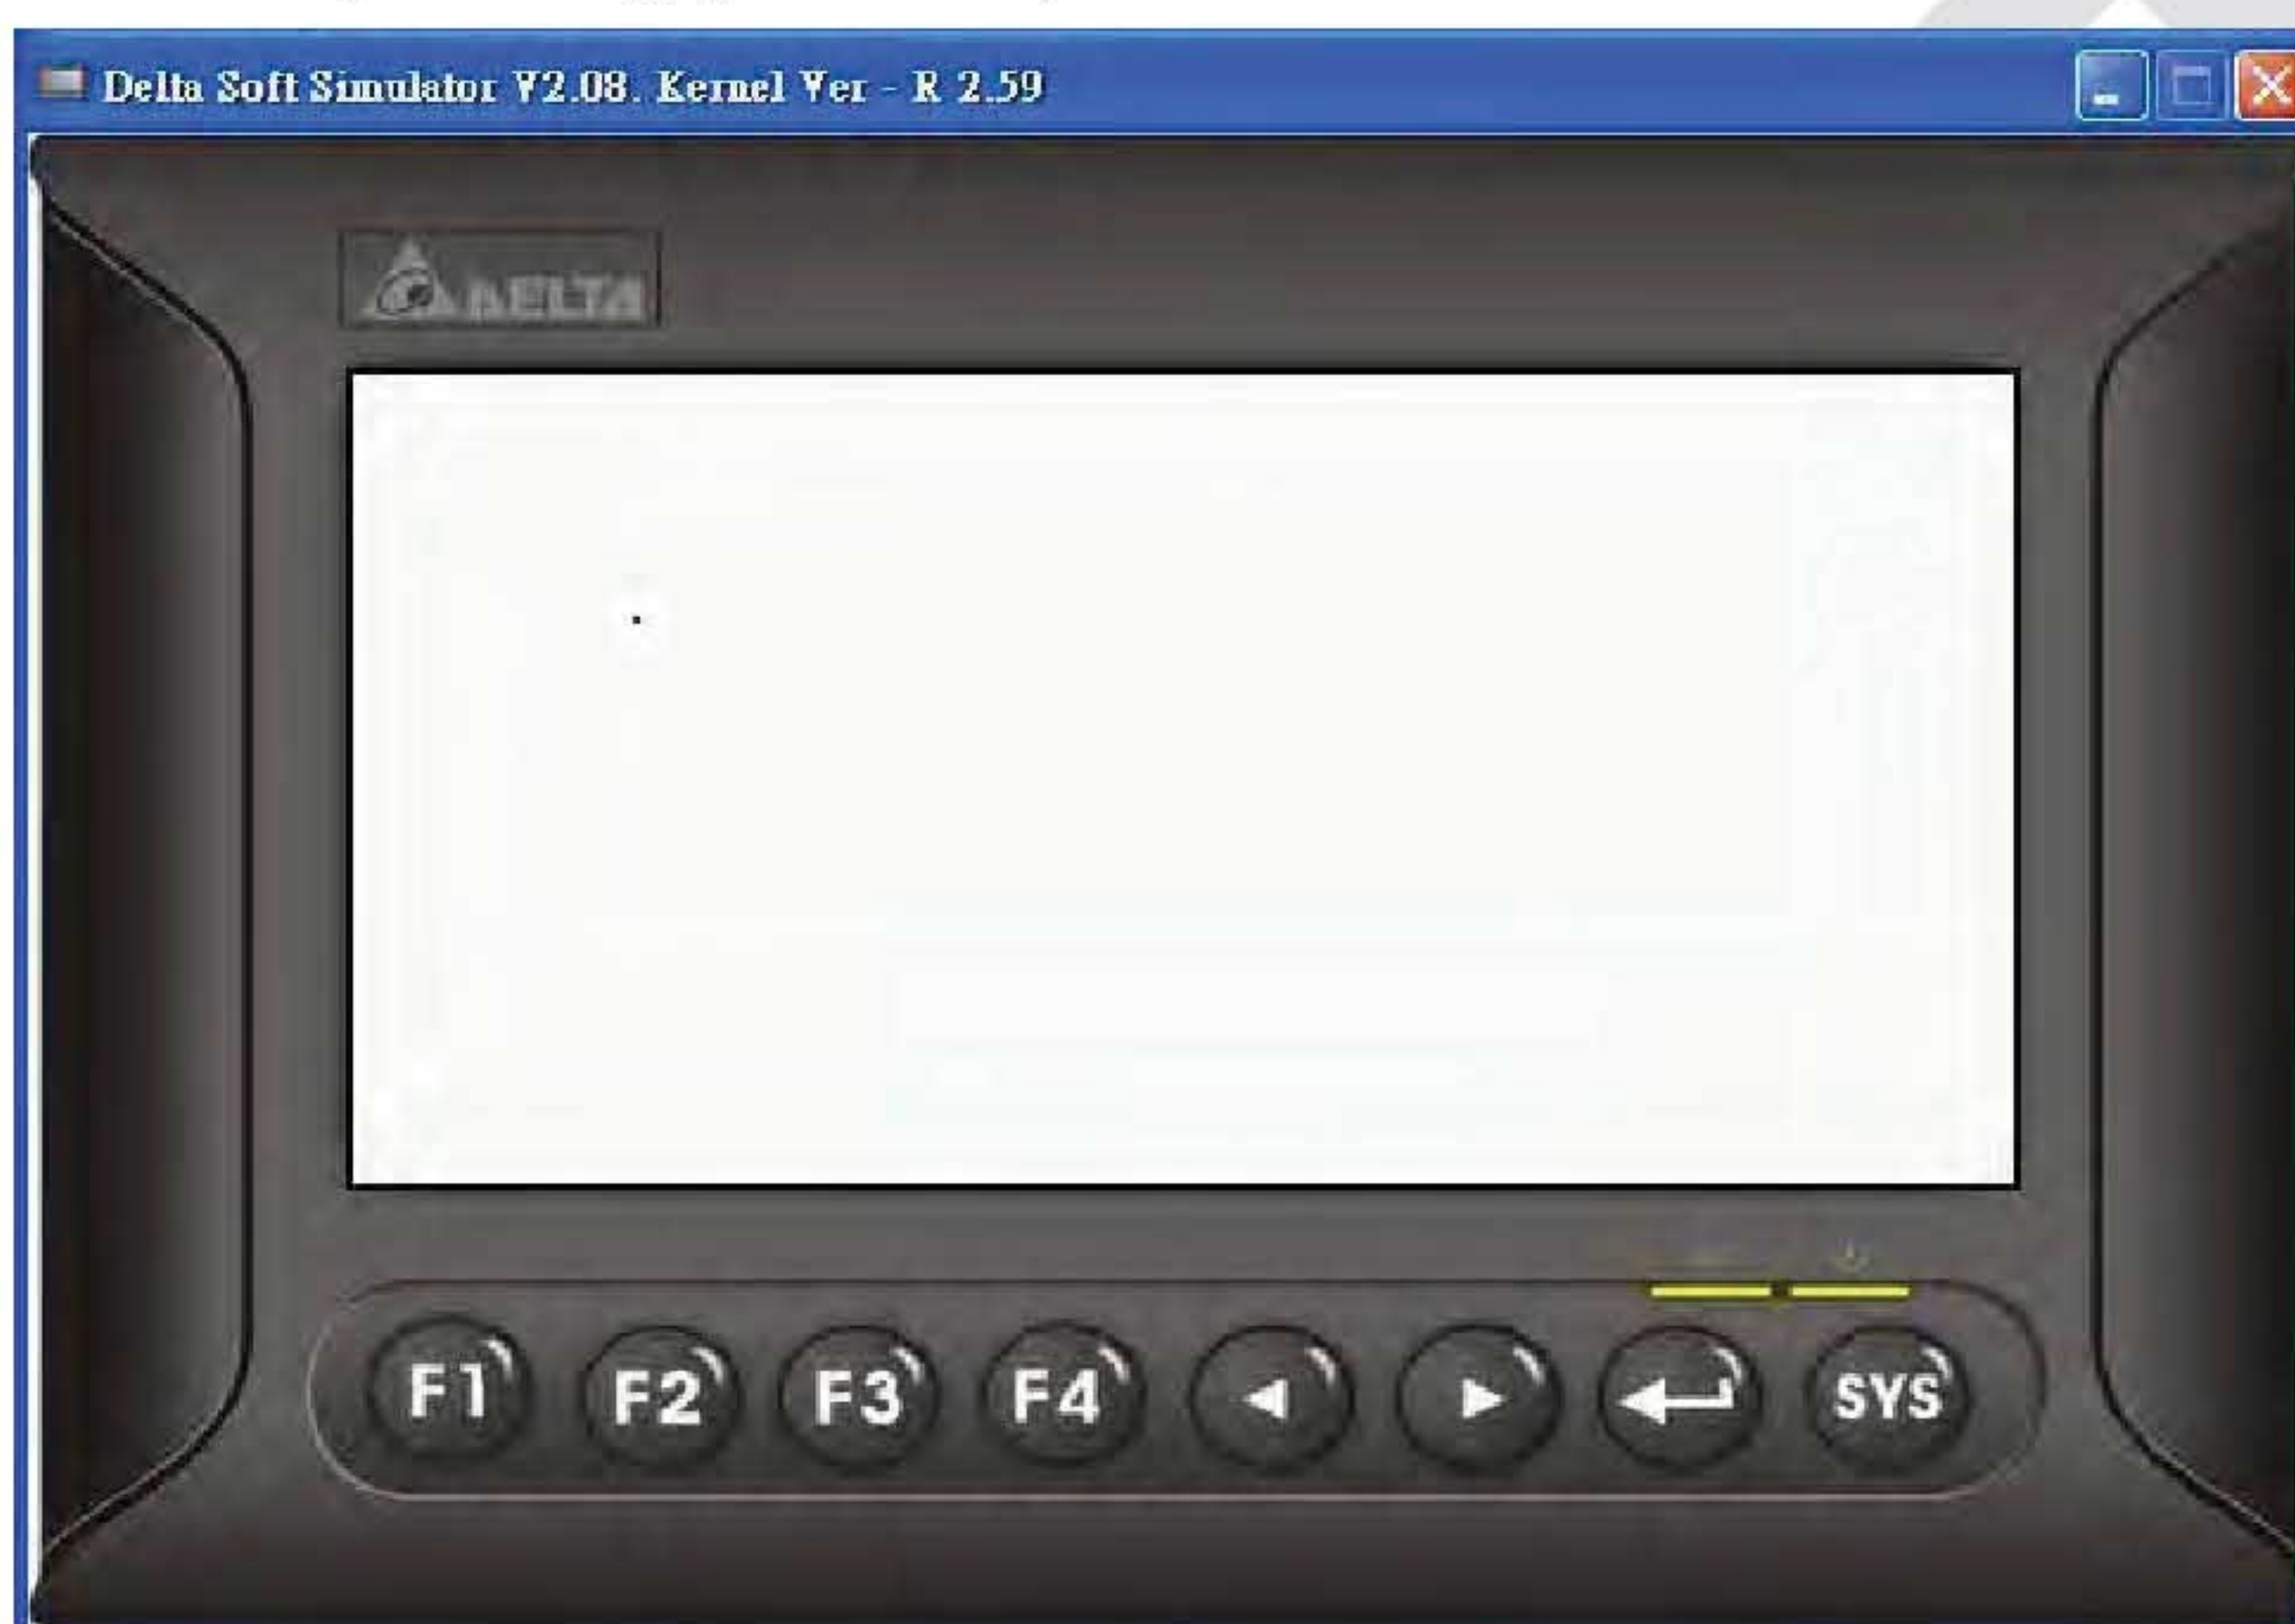 Delta Soft Simulator V2.08. Kernel Ver - R 2.59
DELTA
F1 F2 F3 F4 SYS